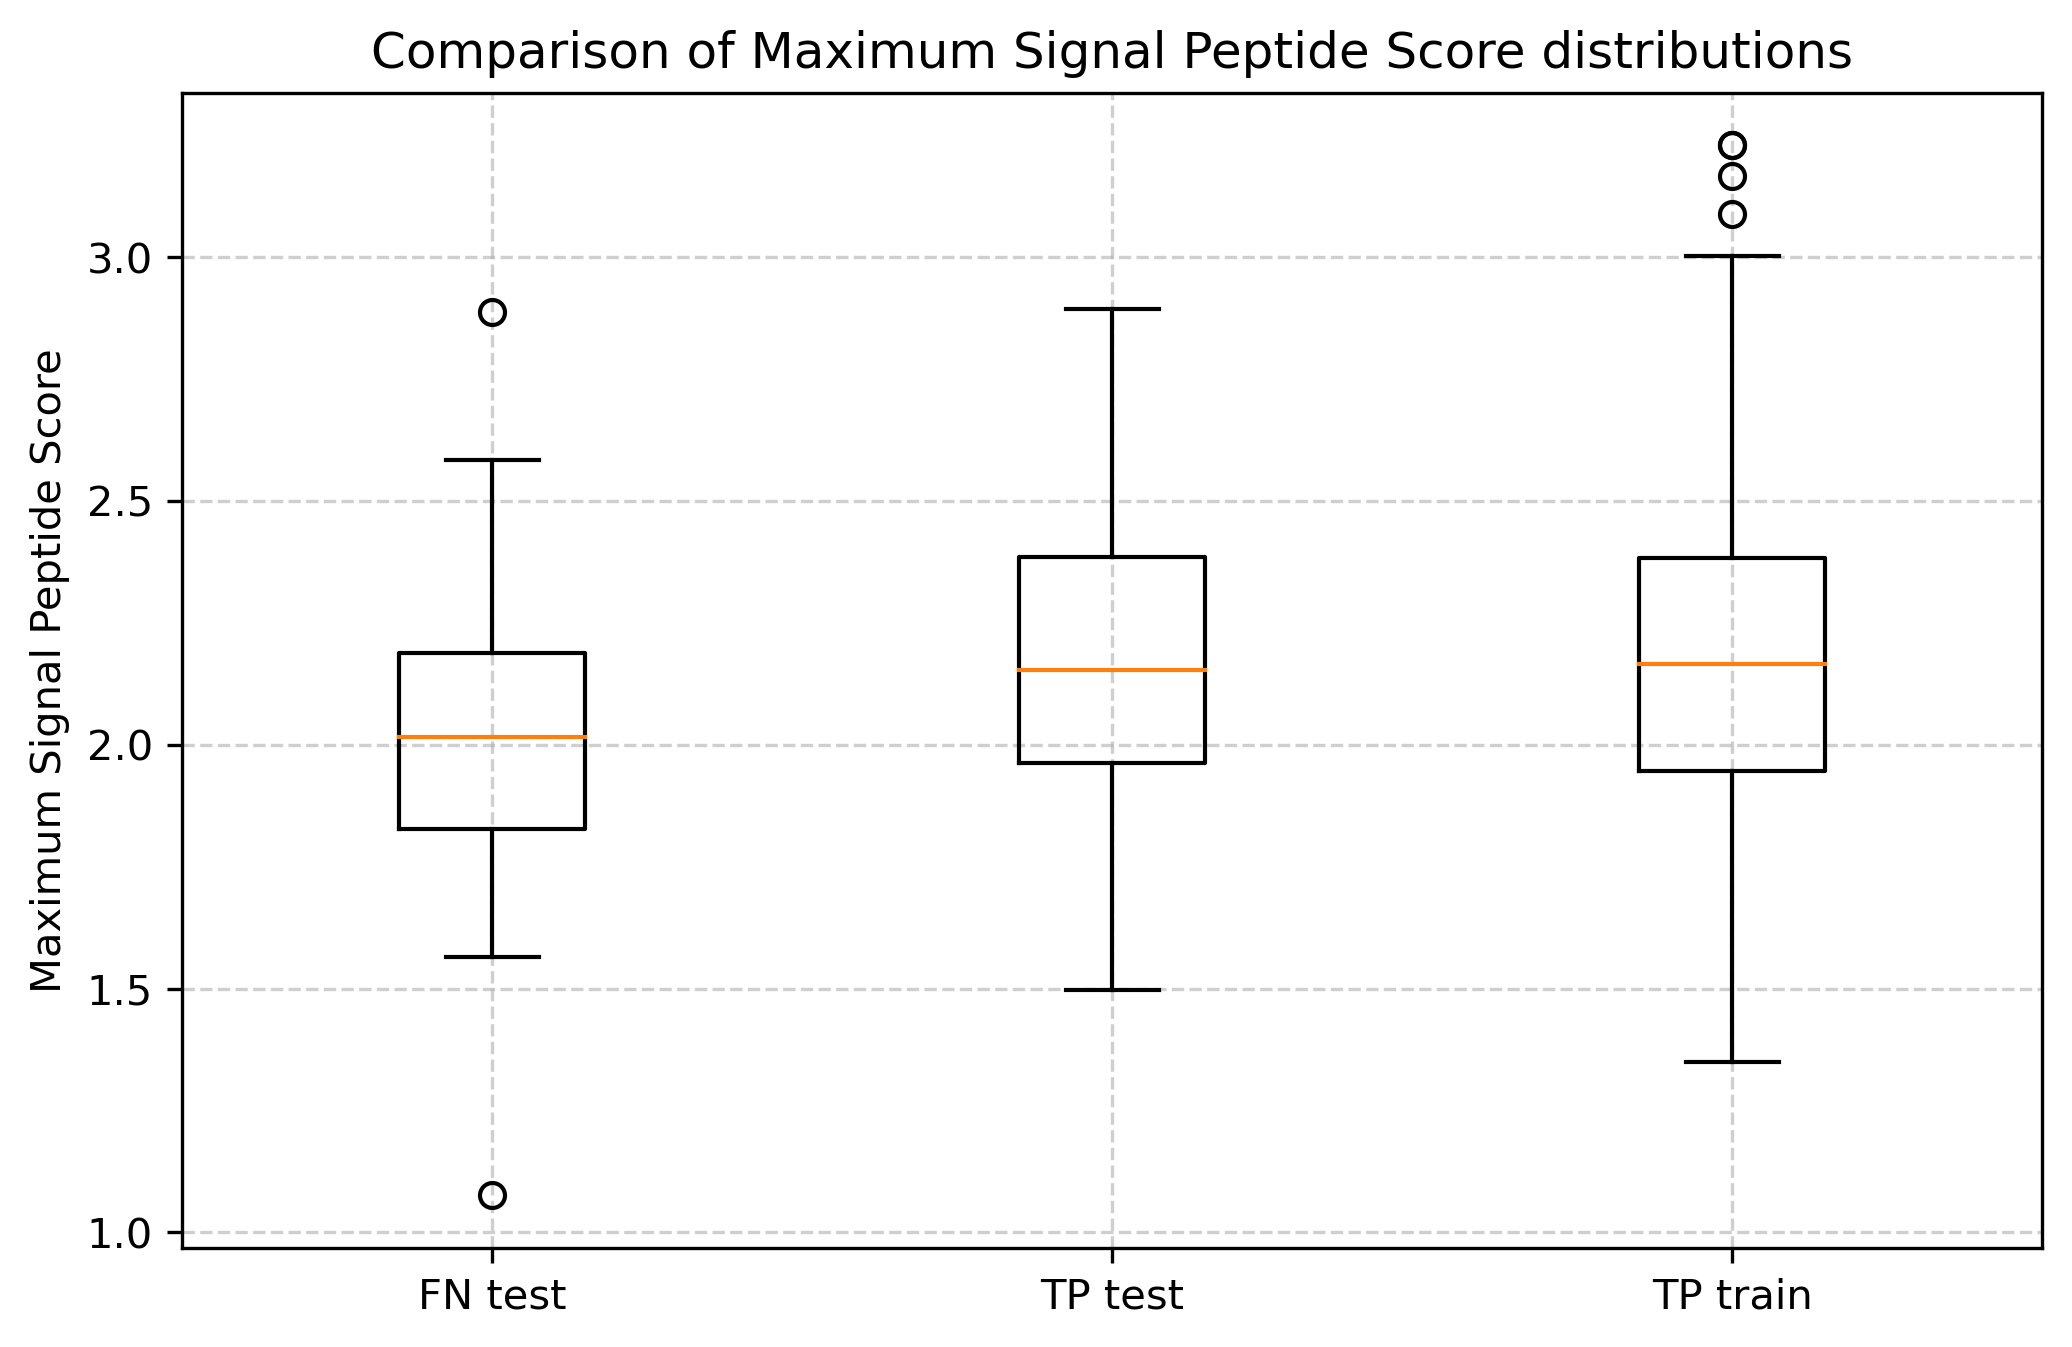 Comparison of Maximum Signal Peptide Score distributions
Maximum Signal Peptide Score
3.0
2.5
2.0
1.5
1.0
FN test
TP test
TP train